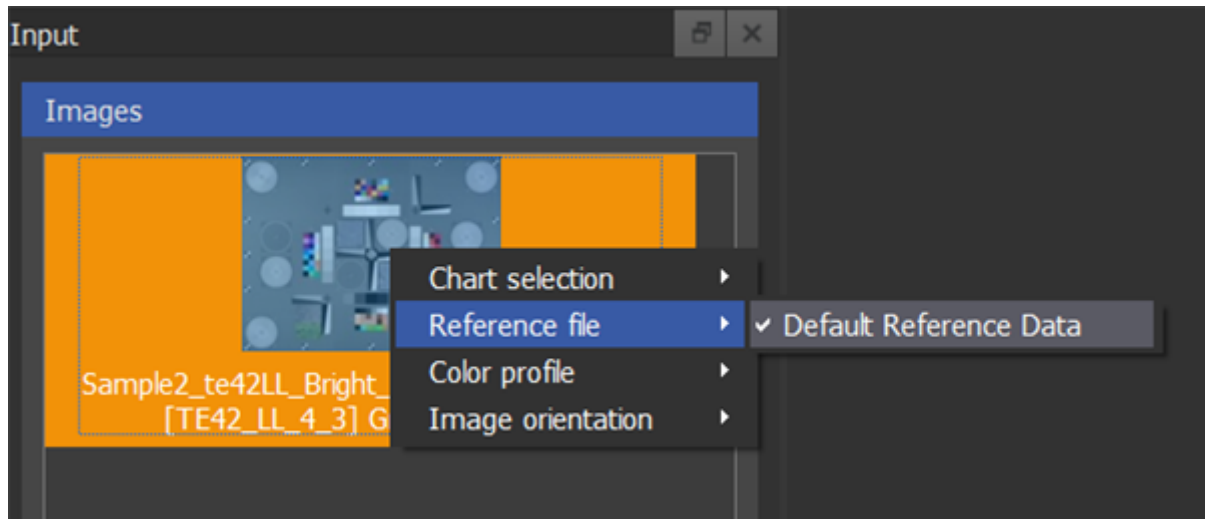 Input
Images
Chart selection
Reference file
Default Reference Data
Color profile
Image orientation
Sample2_te42LL_Bright_
[TE42_LL_4_3] G